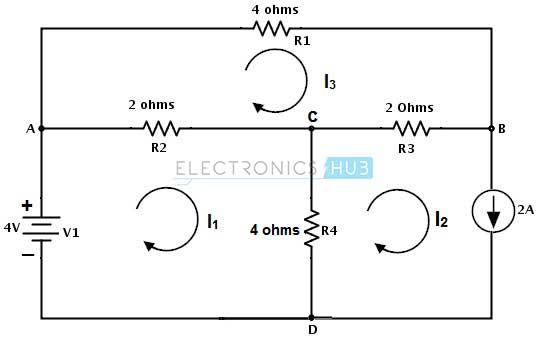 4 ohms
R1
I3
2 ohms
C
2 Ohms
A
B
R2
R3
ELECTRONICS HUB
+
4V
V1
−
I1
4 ohms
R4
I2
2A
D